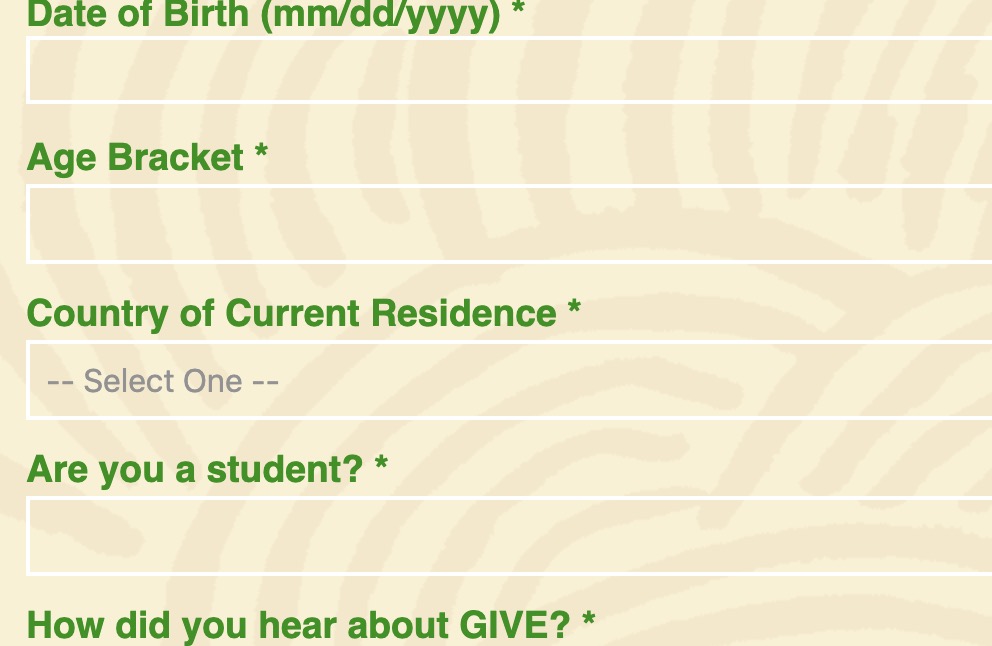 Date of Birth (mm/dd/yyyy) *
Age Bracket *
Country of Current Residence *
-- Select One --
Are you a student? *
How did you hear about GIVE? *